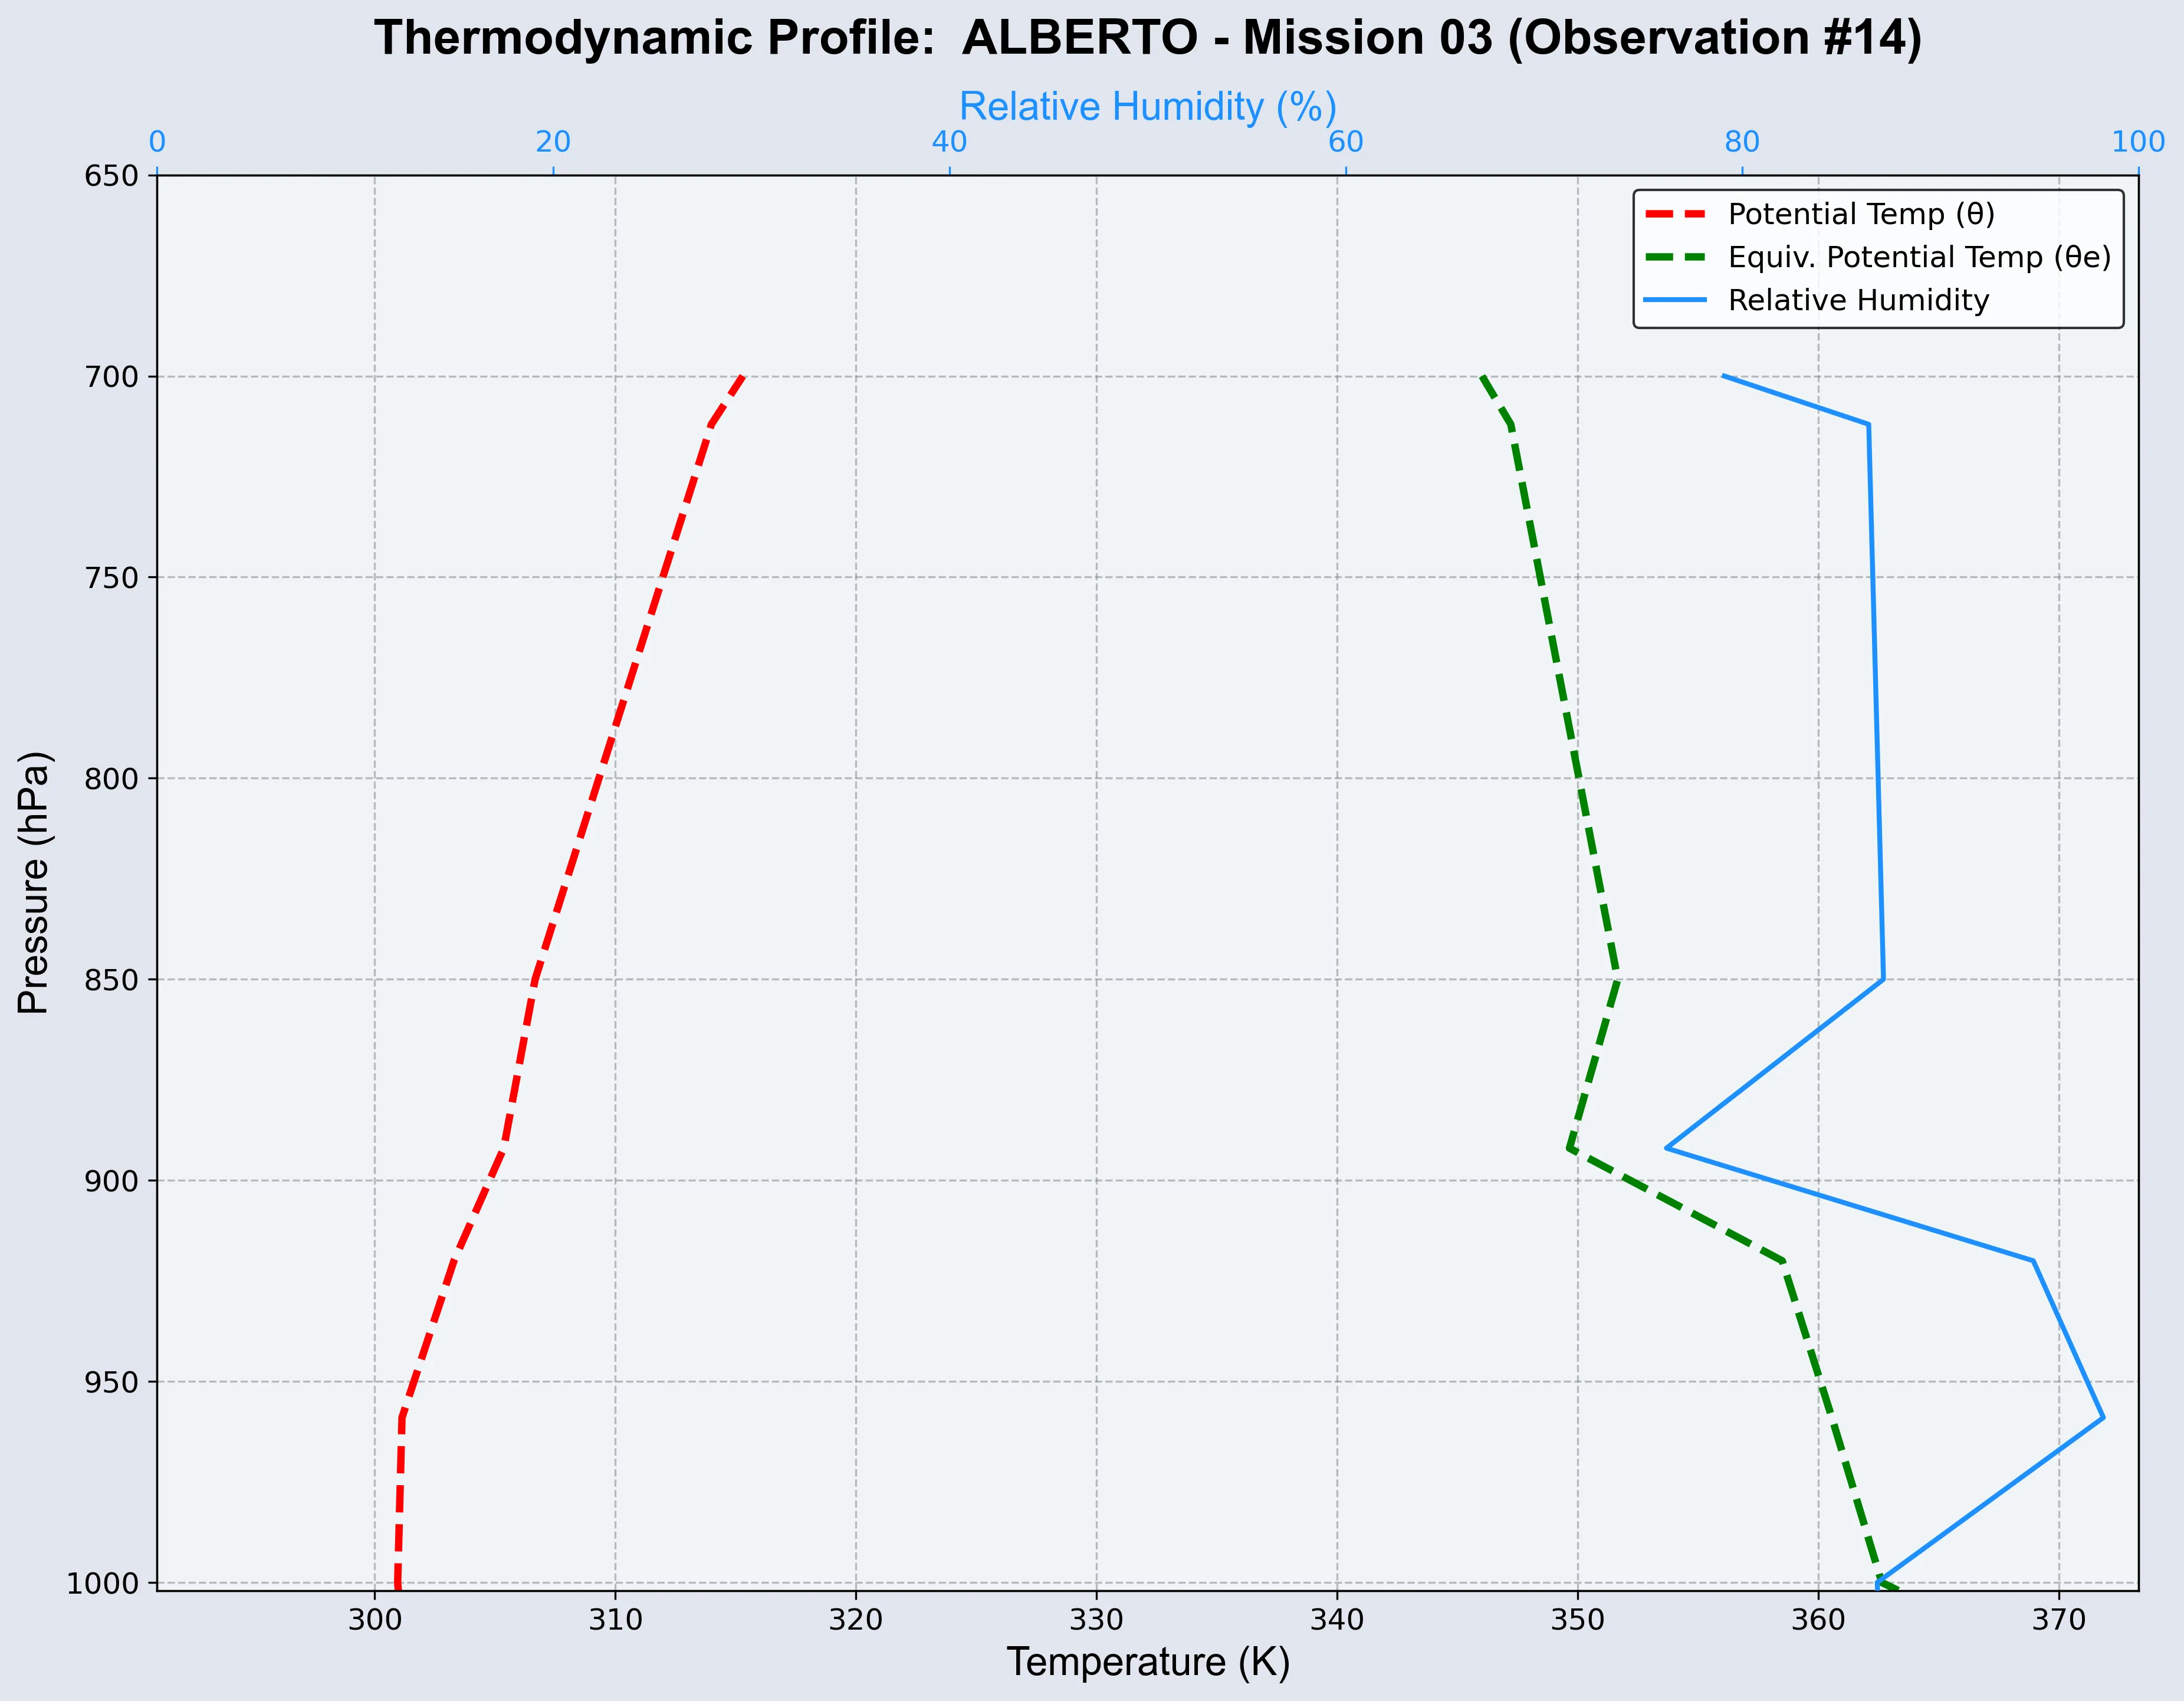 Thermodynamic Profile:  ALBERTO - Mission 03 (Observation #14)
Relative Humidity (%)
0 20 40 60 80 100
Potential Temp (θ)
Equiv. Potential Temp (θe)
Relative Humidity
Pressure (hPa)
650
700
750
800
850
900
950
1000
300 310 320 330 340 350 360 370
Temperature (K)